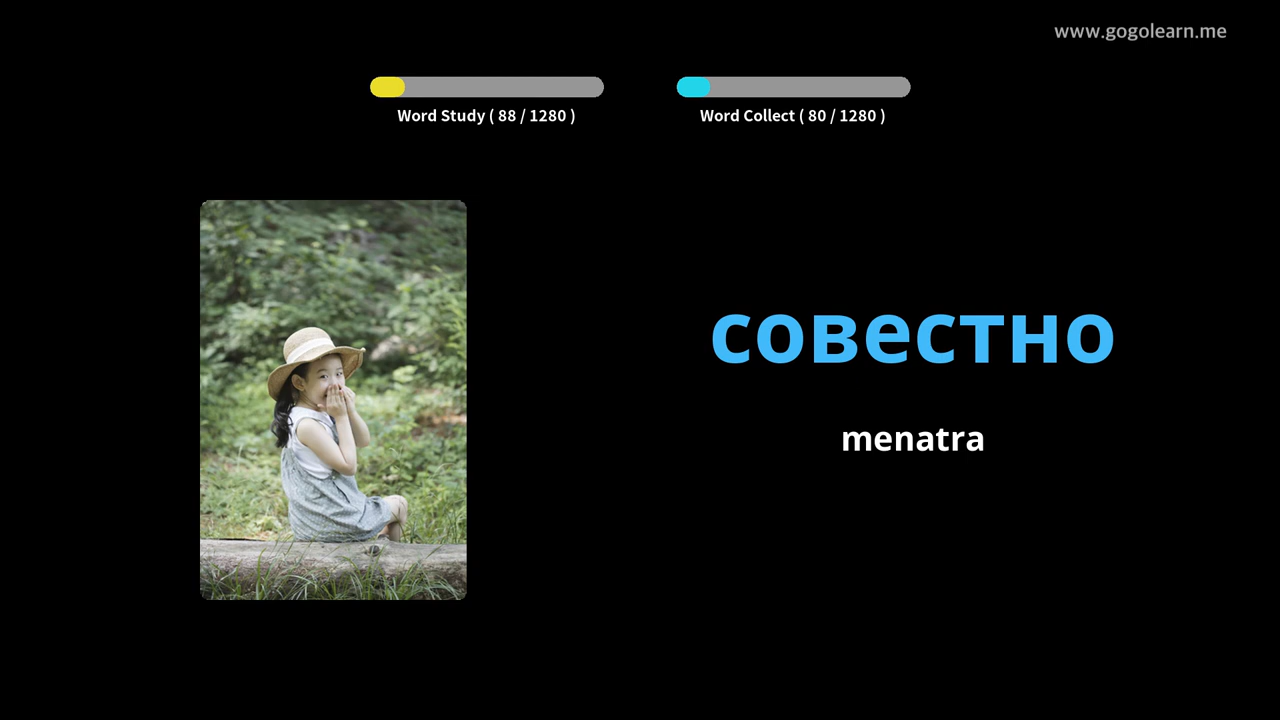 www.gogolearn.me
Word Study ( 88 / 1280 )
Word Collect ( 80 / 1280 )
совестно
menatra